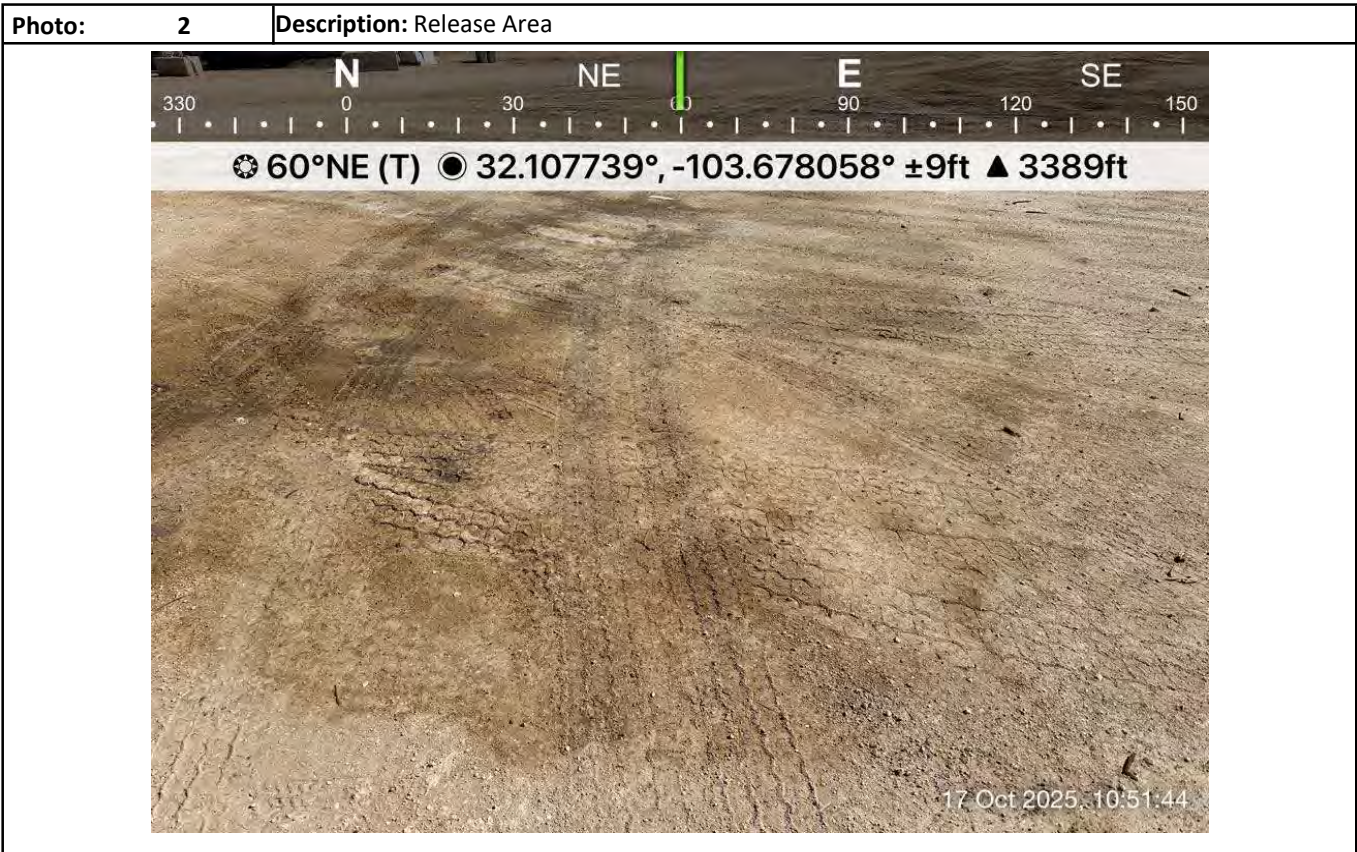 Photo: 2 Description: Release Area
N NE E SE
330 0 30 60 90 120 150
60°NE (T) 32.107739°, -103.678058° ±9ft ▲ 3389ft
17 Oct 2025, 10:51:44